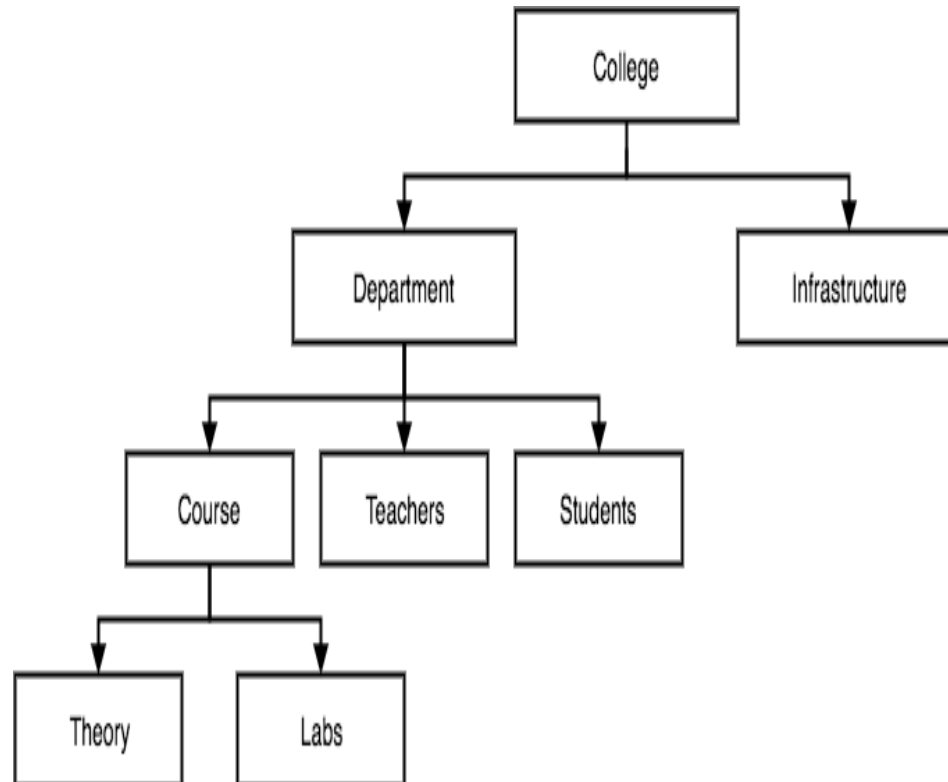 College
Department
Infrastructure
Course
Teachers
Students
Theory
Labs